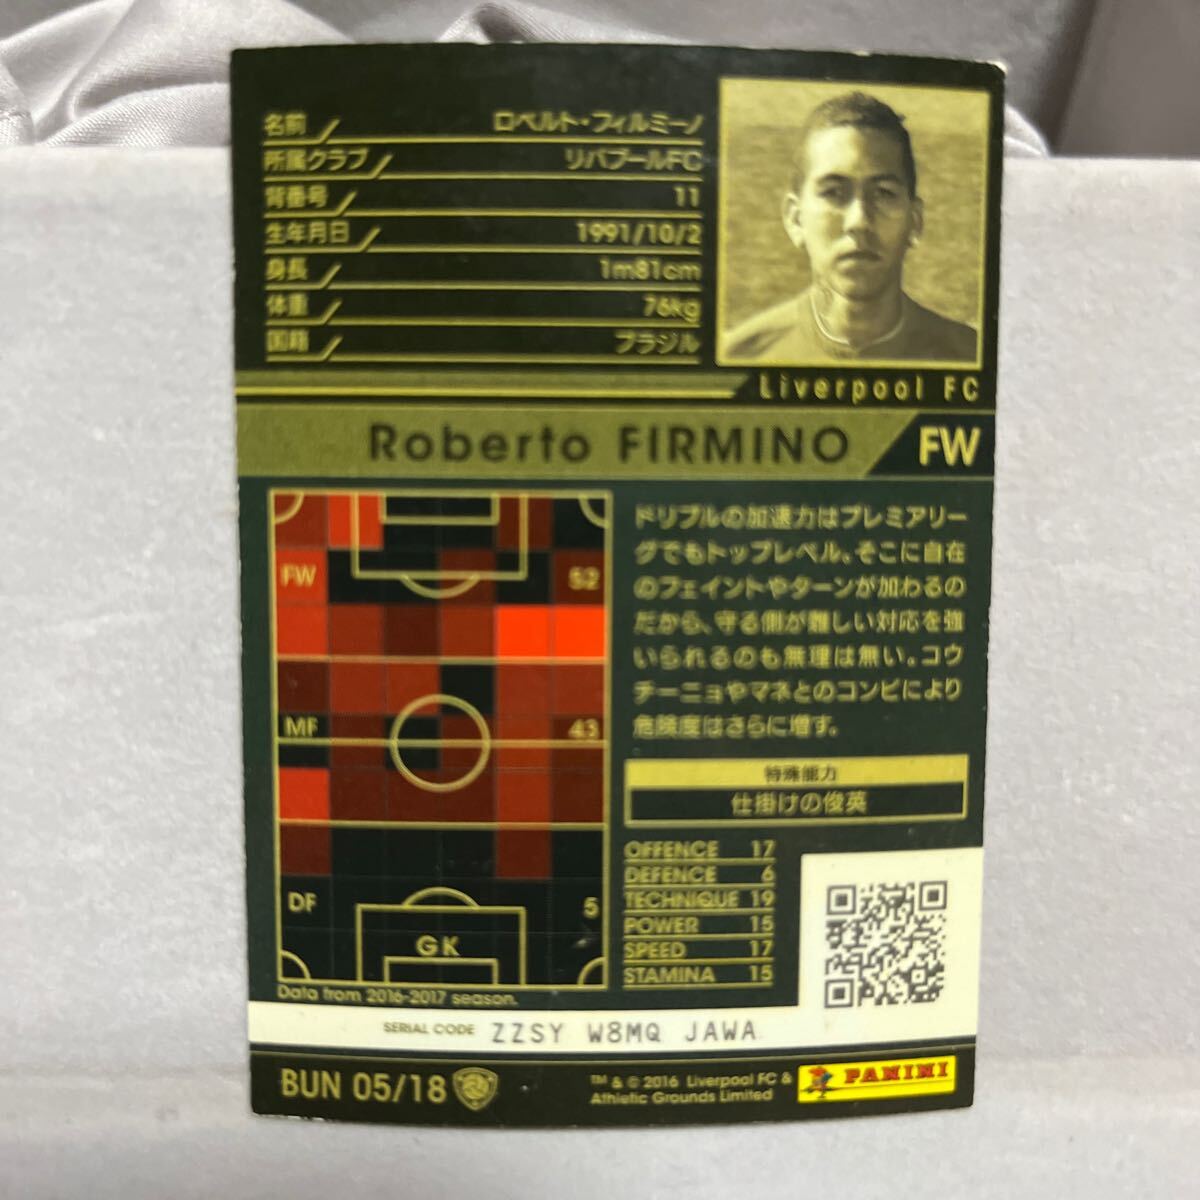 名前 ロベルト・フィルミーノ
所属クラブ リバプールFC
背番号 11
生年月日 1991/10/2
身長 1m81cm
体重 76kg
国籍 ブラジル
Liverpool FC
Roberto FIRMINO FW
FW 52
MF 43
DF 5
GK
Data from 2016-2017 season.
ドリブルの加速力はプレミアリー
グでもトップレベル。そこに自在
のフェイントやターンが加わるの
だから、守る側が難しい対応を強
いられるのも無理は無い。コウ
チーニョやマネとのコンビにより
危険度はさらに増す。
特殊能力
仕掛けの俊英
OFFENCE 17
DEFENCE 6
TECHNIQUE 19
POWER 15
SPEED 17
STAMINA 15
SERIAL CODE ZZSY W8MQ JAWA
BUN 05/18
TM & © 2016 Liverpool FC &
Athletic Grounds Limited
PANINI